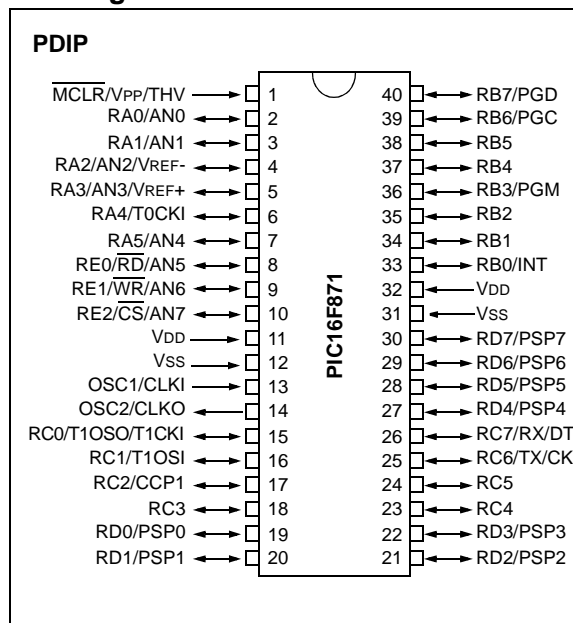 PDIP
MCLR/VPP/THV 1 40 RB7/PGD
RA0/AN0 2 39 RB6/PGC
RA1/AN1 3 38 RB5
RA2/AN2/VREF- 4 37 RB4
RA3/AN3/VREF+ 5 36 RB3/PGM
RA4/T0CKI 6 35 RB2
RA5/AN4 7 34 RB1
RE0/RD/AN5 8 33 RB0/INT
RE1/WR/AN6 9 32 VDD
RE2/CS/AN7 10 31 VSS
VDD 11 30 RD7/PSP7
VSS 12 29 RD6/PSP6
OSC1/CLKI 13 28 RD5/PSP5
OSC2/CLKO 14 27 RD4/PSP4
RC0/T1OSO/T1CKI 15 26 RC7/RX/DT
RC1/T1OSI 16 25 RC6/TX/CK
RC2/CCP1 17 24 RC5
RC3 18 23 RC4
RD0/PSP0 19 22 RD3/PSP3
RD1/PSP1 20 21 RD2/PSP2
PIC16F871